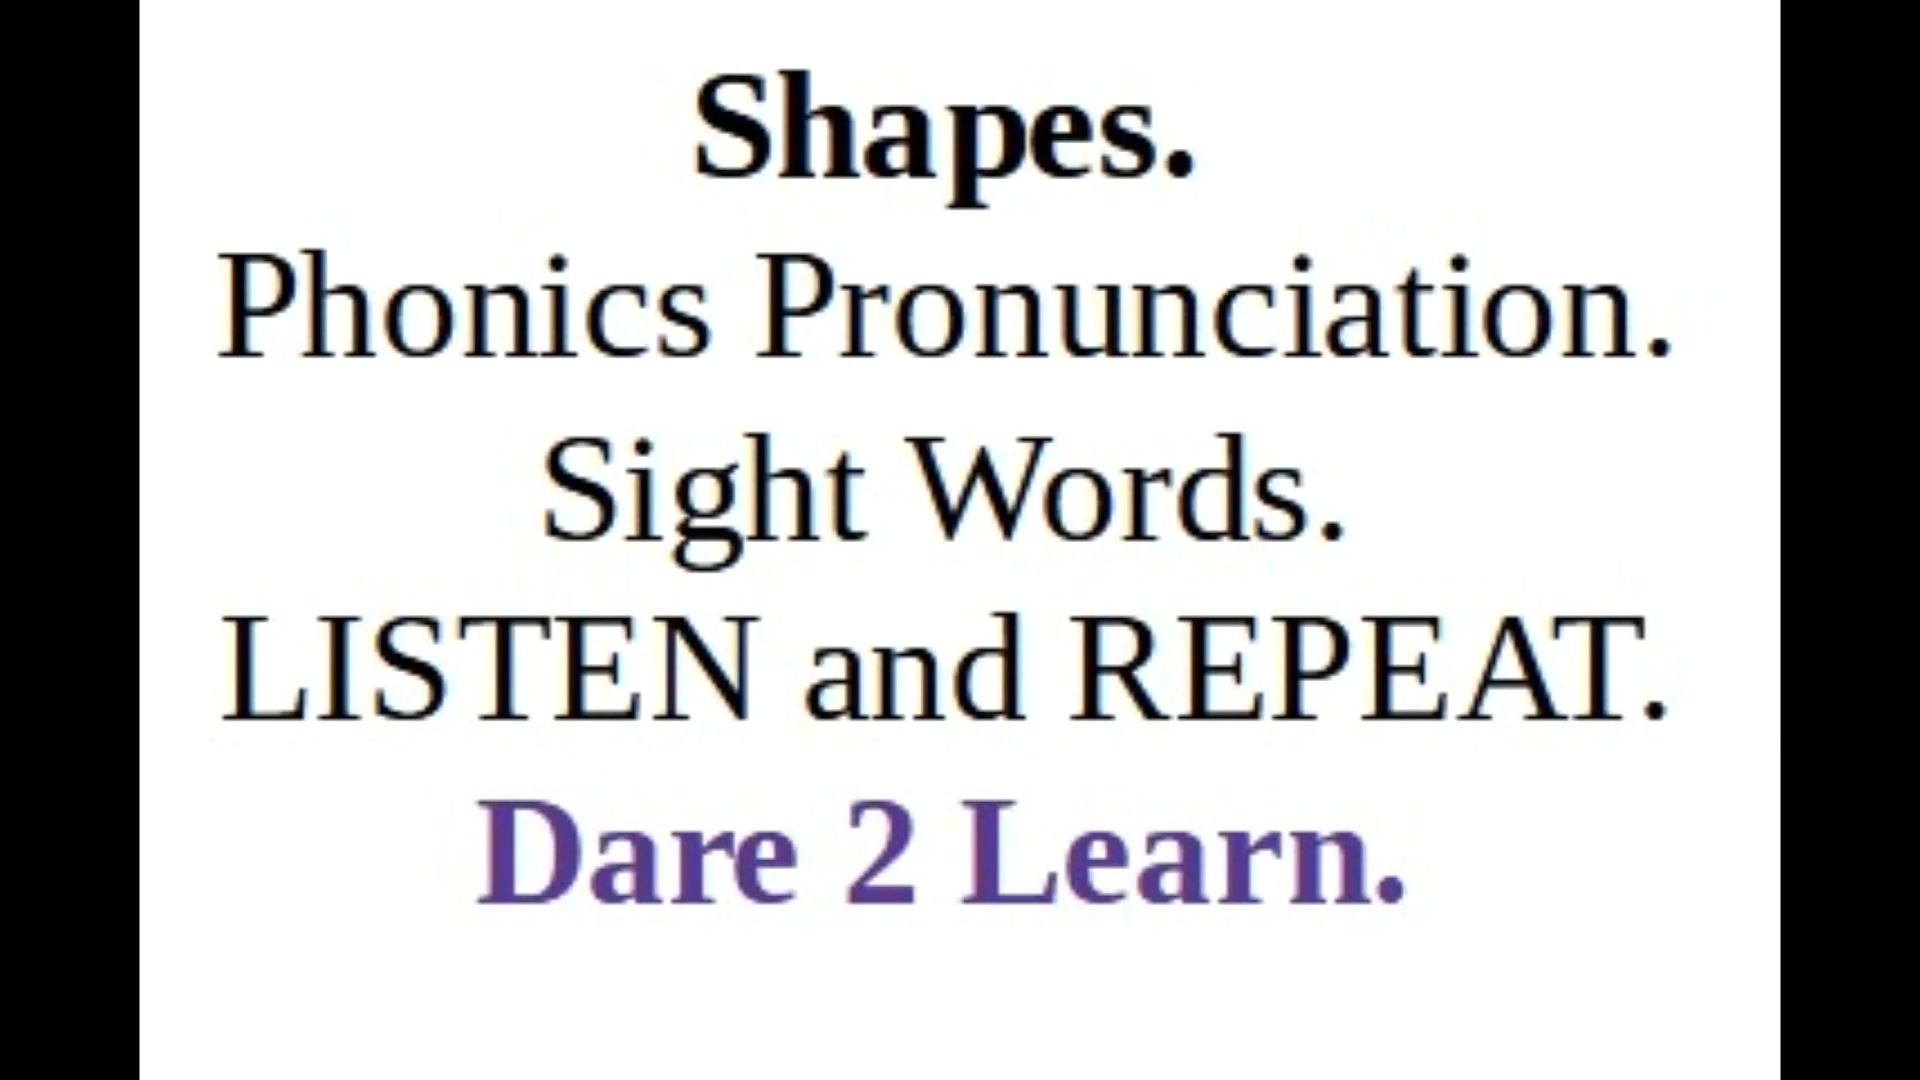 Shapes.
Phonics Pronunciation.
Sight Words.
LISTEN and REPEAT.
Dare 2 Learn.